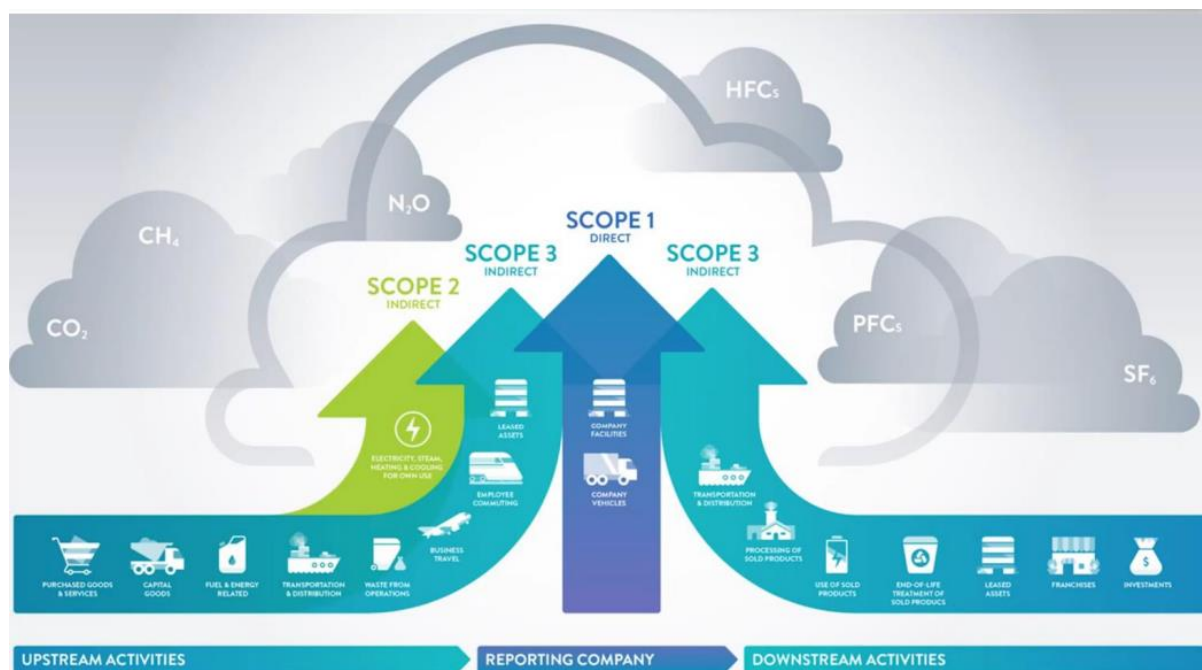 HFCs
N₂O
CH₄
CO₂
PFCs
SF₆
SCOPE 1
DIRECT
SCOPE 3
INDIRECT
SCOPE 3
INDIRECT
SCOPE 2
INDIRECT
ELECTRICITY, STEAM,
HEATING & COOLING
FOR OWN USE
LEASED
ASSETS
EMPLOYEE
COMMUTING
BUSINESS
TRAVEL
COMPANY
FACILITIES
COMPANY
VEHICLES
TRANSPORTATION
& DISTRIBUTION
PROCESSING OF
SOLD PRODUCTS
PURCHASED GOODS
& SERVICES
CAPITAL
GOODS
FUEL & ENERGY
RELATED
TRANSPORTATION
& DISTRIBUTION
WASTE FROM
OPERATIONS
USE OF SOLD
PRODUCTS
END-OF-LIFE
TREATMENT OF
SOLD PRODUCS
LEASED
ASSETS
FRANCHISES
$
INVESTMENTS
UPSTREAM ACTIVITIES
REPORTING COMPANY
DOWNSTREAM ACTIVITIES